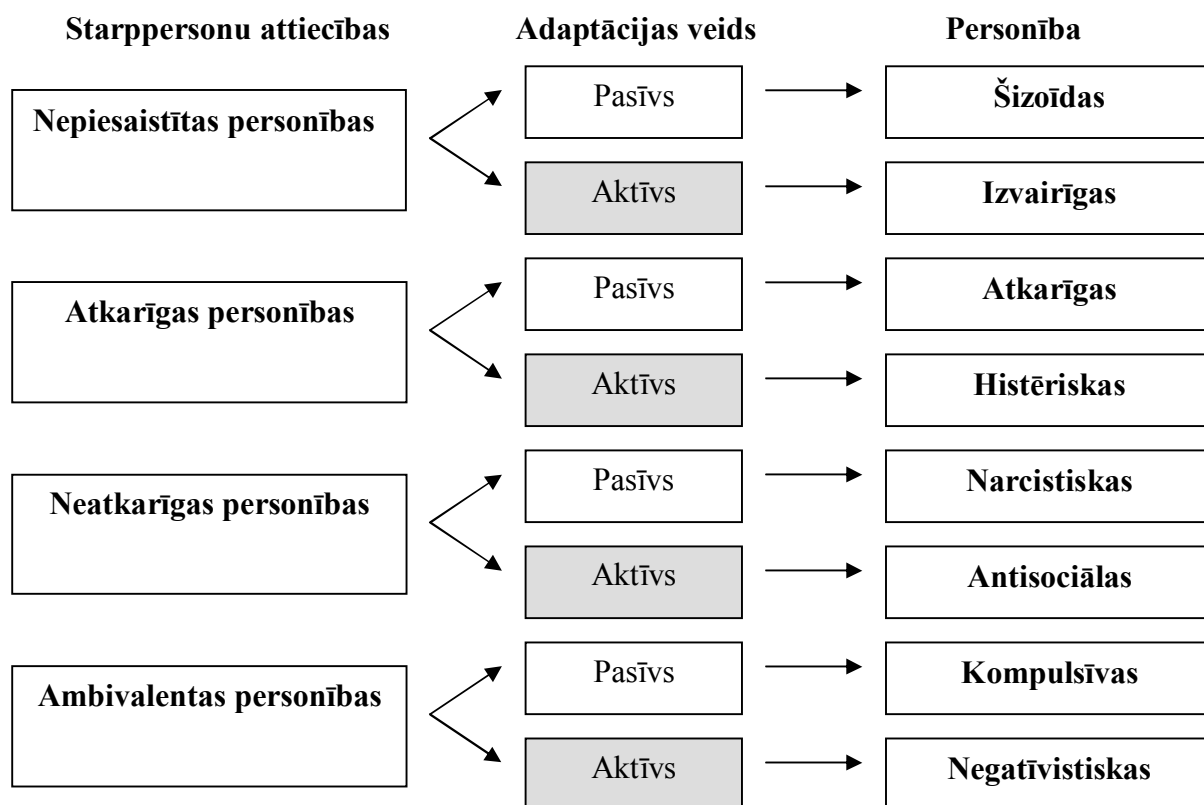 Starppersonu attiecības Adaptācijas veids Personība
Nepiesaistītas personības
Pasīvs
Šizoīdas
Aktīvs
Izvairīgas
Atkarīgas personības
Pasīvs
Atkarīgas
Aktīvs
Histēriskas
Neatkarīgas personības
Pasīvs
Narcistiskas
Aktīvs
Antisociālas
Ambivalentas personības
Pasīvs
Kompulsīvas
Aktīvs
Negatīvistiskas